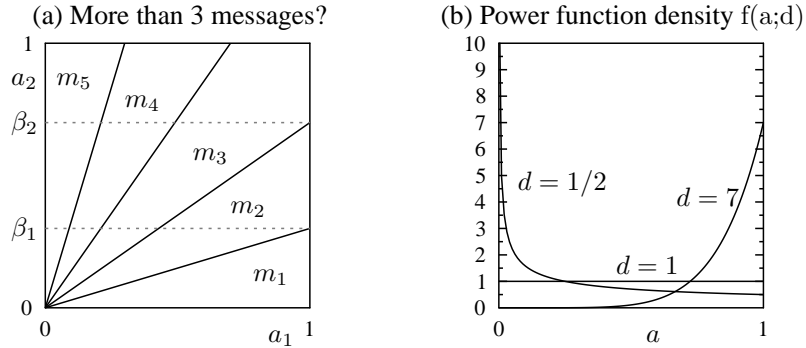 (a) More than 3 messages?
1
a₂
β₂
β₁
0
m₅
m₄
m₃
m₂
m₁
0
a₁
1
(b) Power function density f(a;d)
10
9
8
7
6
5
4
3
2
1
0
d = 1/2
d = 7
d = 1
0
a
1